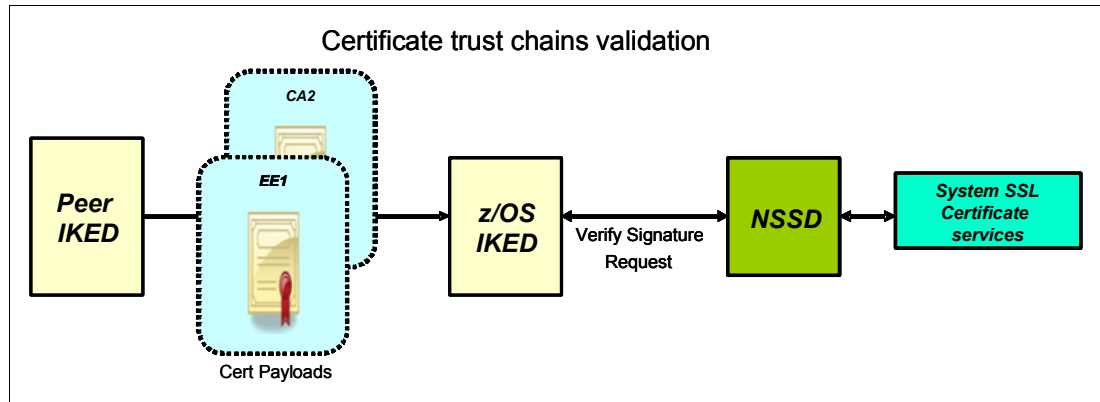 Certificate trust chains validation
CA2
EE1
Peer
IKED
z/OS
IKED
Verify Signature
Request
NSSD
System SSL
Certificate
services
Cert Payloads